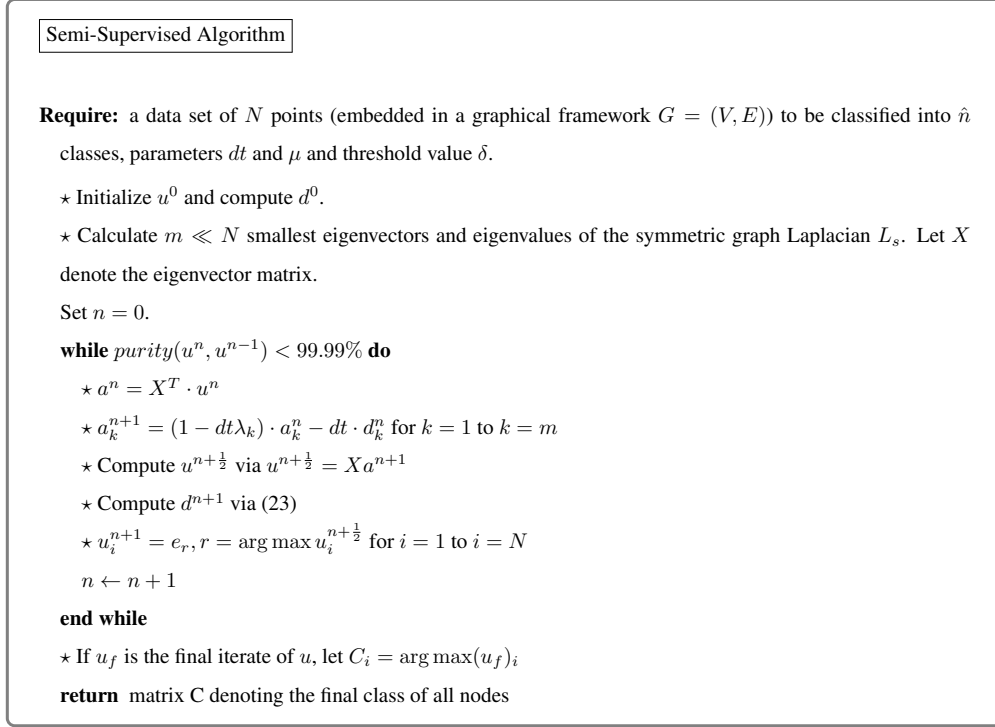 Semi-Supervised Algorithm
Require: a data set of N points (embedded in a graphical framework G = (V, E)) to be classified into n̂
classes, parameters dt and μ and threshold value δ.
⋆ Initialize u^0 and compute d^0.
⋆ Calculate m ≪ N smallest eigenvectors and eigenvalues of the symmetric graph Laplacian L_s. Let X
denote the eigenvector matrix.
Set n = 0.
while purity(u^n, u^{n−1}) < 99.99% do
⋆ a^n = X^T · u^n
⋆ a_k^{n+1} = (1 − dtλ_k) · a_k^n − dt · d_k^n for k = 1 to k = m
⋆ Compute u^{n+1/2} via u^{n+1/2} = Xa^{n+1}
⋆ Compute d^{n+1} via (23)
⋆ u_i^{n+1} = e_r, r = arg max u_i^{n+1/2} for i = 1 to i = N
n ← n + 1
end while
⋆ If u_f is the final iterate of u, let C_i = arg max(u_f)_i
return matrix C denoting the final class of all nodes